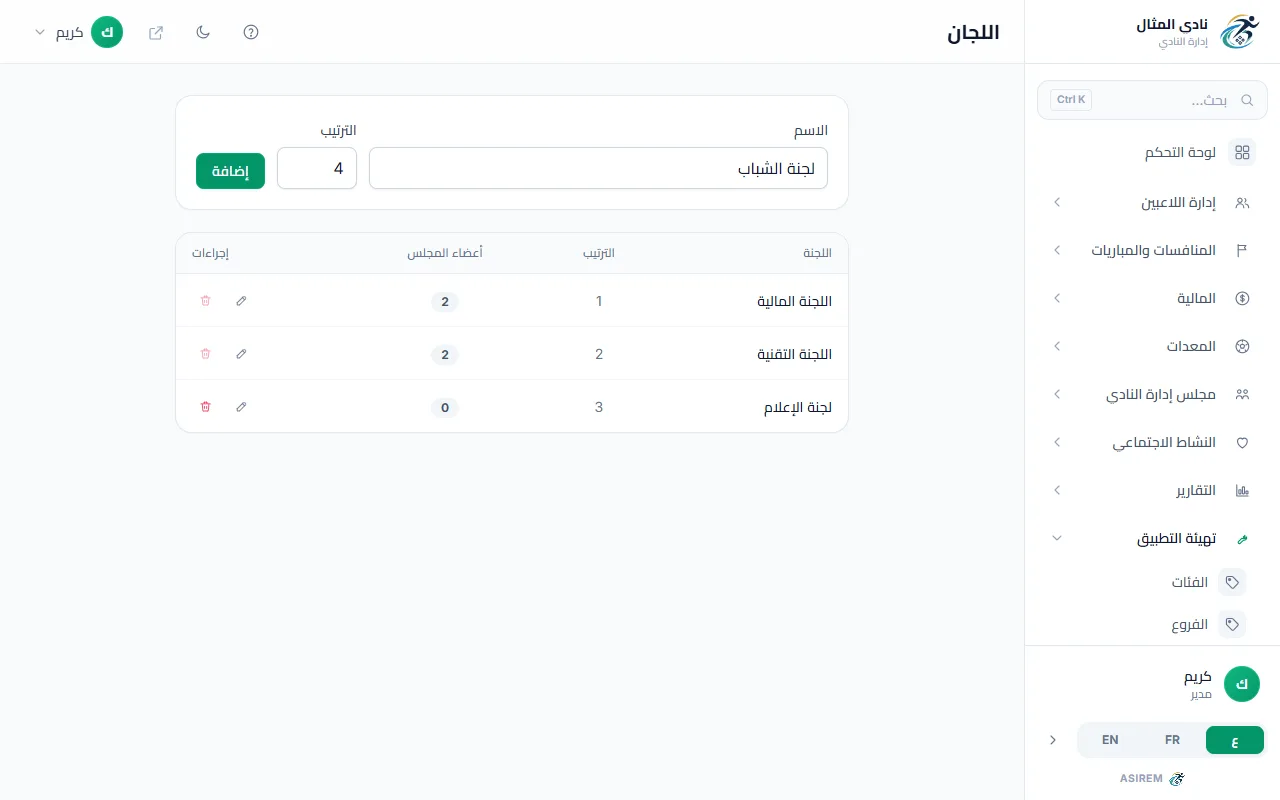 نادي المثال
إدارة النادي
بحث...
Ctrl K
لوحة التحكم
إدارة اللاعبين
المنافسات والمباريات
المالية
المعدات
مجلس إدارة النادي
النشاط الاجتماعي
التقارير
تهيئة التطبيق
الفئات
الفروع
ك
كريم
مدير
ع
FR
EN
ASIREM
اللجان
ك
كريم
الاسم
الترتيب
لجنة الشباب
4
إضافة
اللجنة الترتيب أعضاء المجلس إجراءات
اللجنة المالية 1 2
اللجنة التقنية 2 2
لجنة الإعلام 3 0